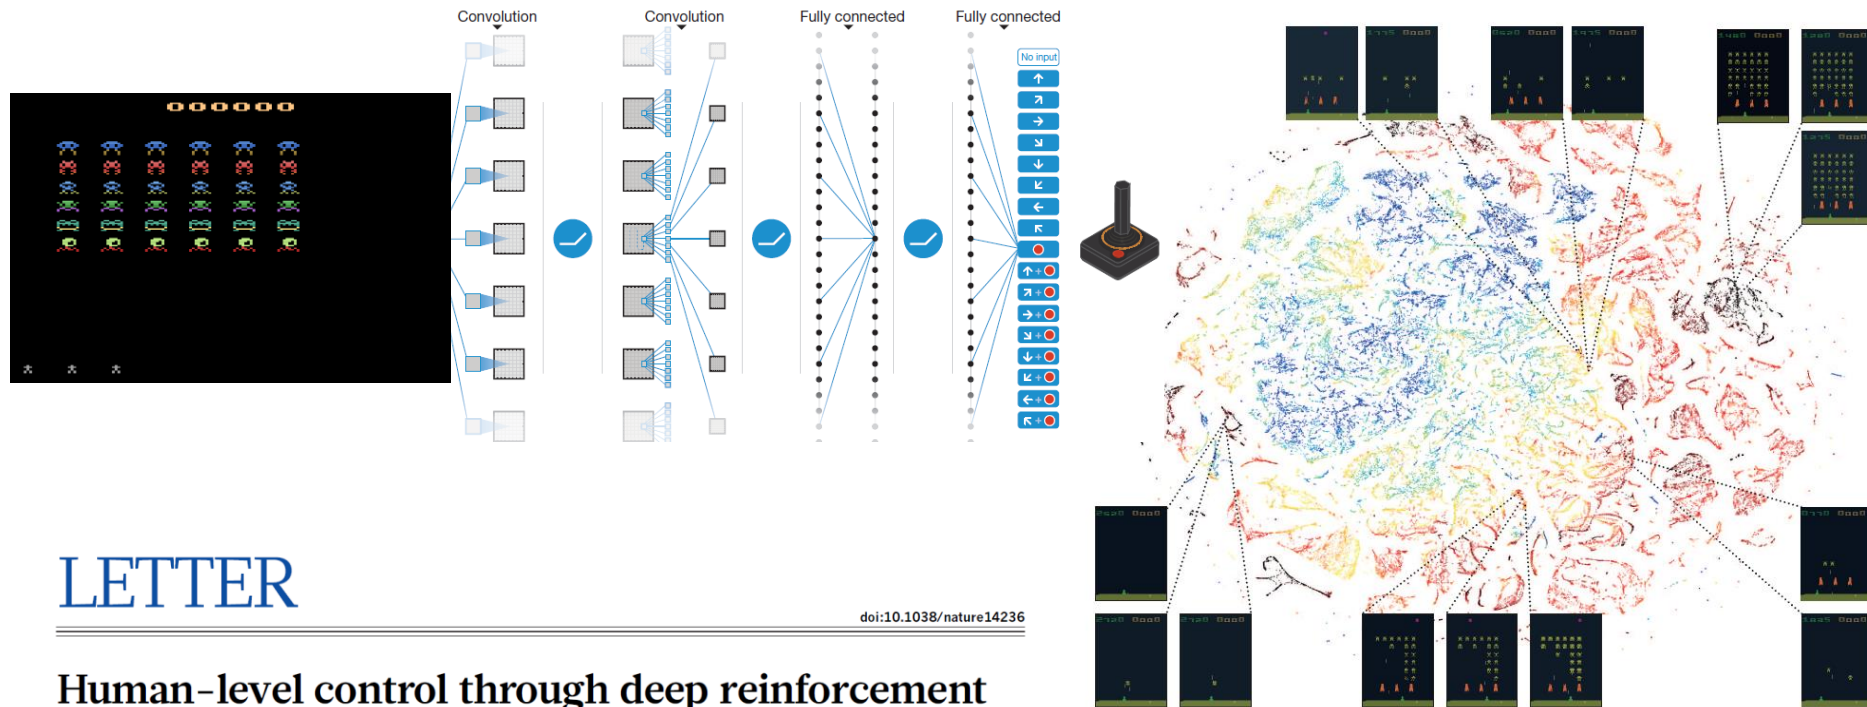 Convolution
Convolution
Fully connected
Fully connected
No input
LETTER
doi:10.1038/nature14236
Human-level control through deep reinforcement